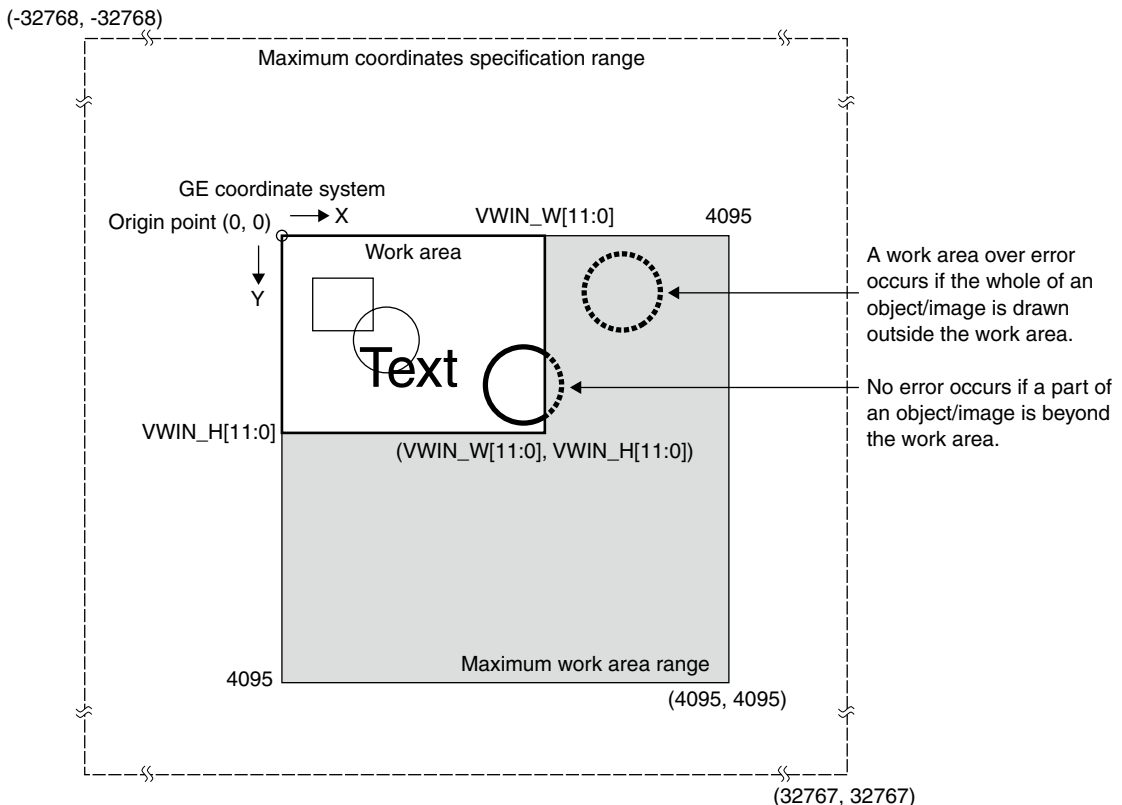 (-32768, -32768)
Maximum coordinates specification range
GE coordinate system
Origin point (0, 0)
X
VWIN_W[11:0]
4095
Y
Work area
Text
A work area over error
occurs if the whole of an
object/image is drawn
outside the work area.
No error occurs if a part of
an object/image is beyond
the work area.
VWIN_H[11:0]
(VWIN_W[11:0], VWIN_H[11:0])
Maximum work area range
4095
(4095, 4095)
(32767, 32767)